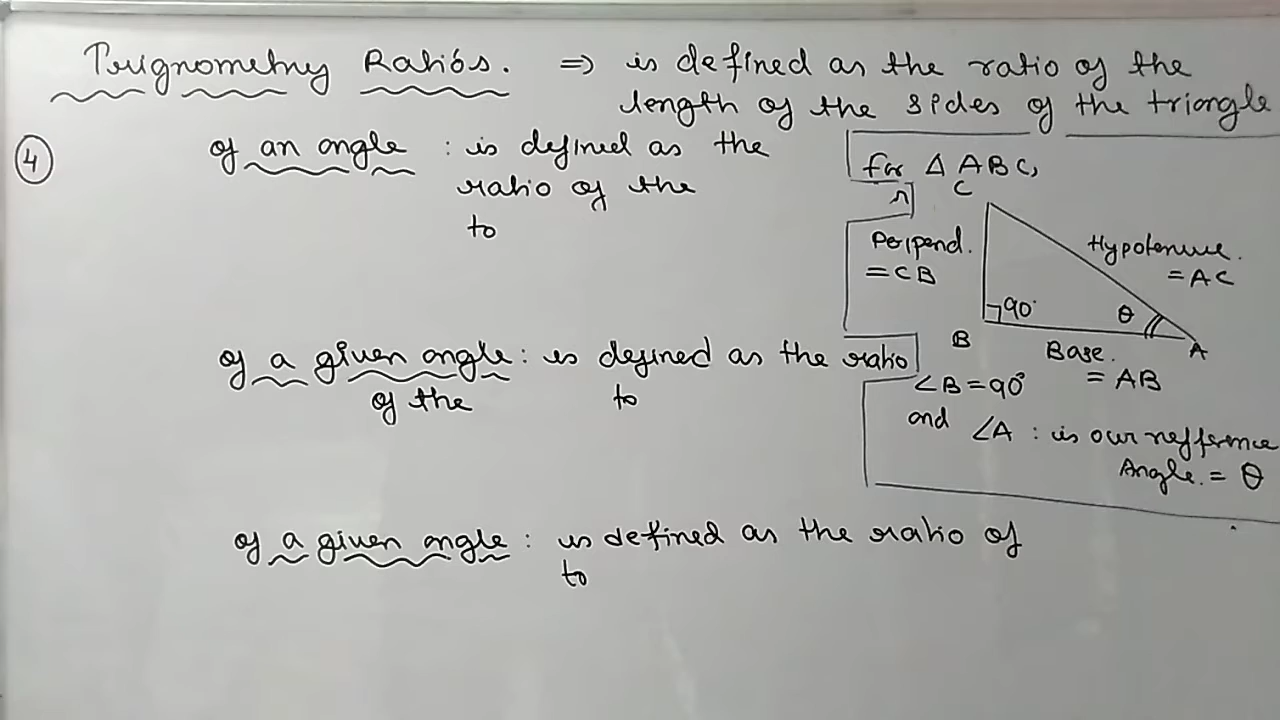 Trignometry Ratios. ⇒ is defined as the ratio of the
length of the sides of the triangle
4
of an angle : is defined as the
ratio of the
to
for Δ ABC,
C
Perpend.
= CB
Hypotenuse.
= AC
90°
θ
B
A
Base.
= AB
of a given angle : is defined as the ratio
of the to
∠B = 90°
and ∠A : is our refference
Angle. = θ
of a given angle : is defined as the ratio of
to